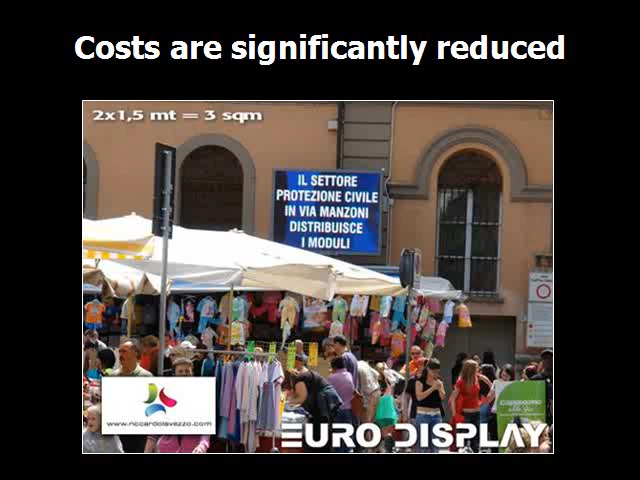 Costs are significantly reduced
2x1,5 mt = 3 sqm
IL SETTORE
PROTEZIONE CIVILE
IN VIA MANZONI
DISTRIBUISCE
I MODULI
www.riccardolavezzo.com
EURO DISPLAY